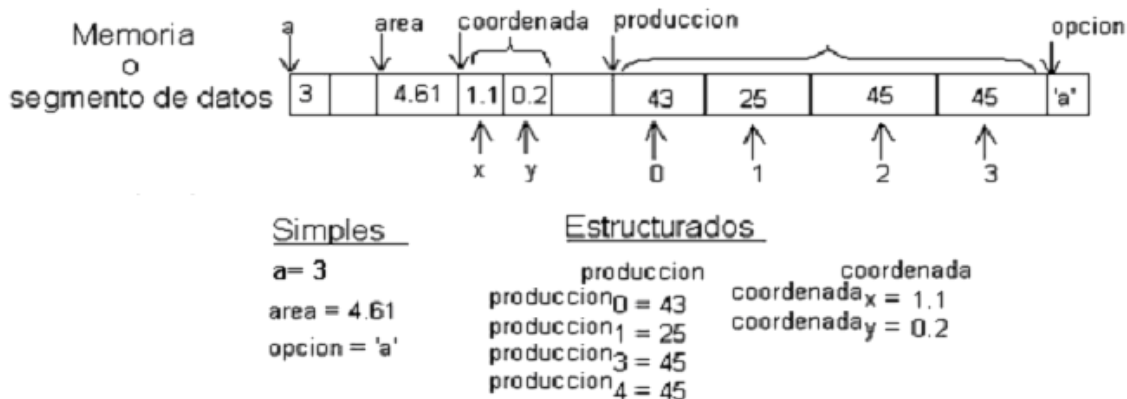 a area coordenada produccion opcion
Memoria
o
segmento de datos
3 4.61 1.1 0.2 43 25 45 45 'a'
x y 0 1 2 3
Simples Estructurados
a= 3 produccion coordenada
area = 4.61 produccion0 = 43 coordenadax = 1.1
opcion = 'a' produccion1 = 25 coordenaday = 0.2
produccion3 = 45
produccion4 = 45